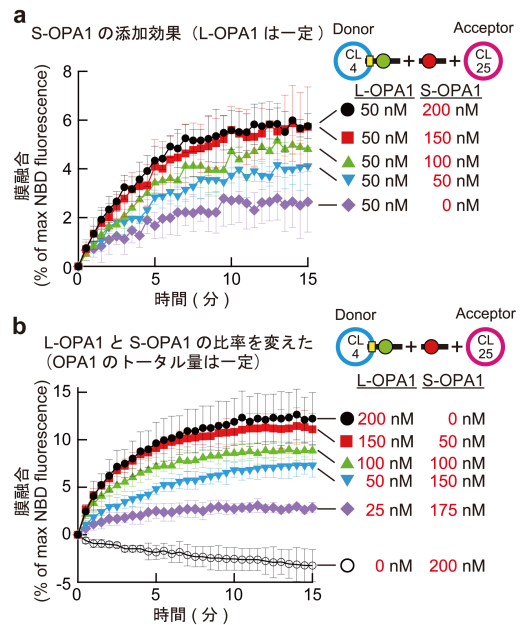 a
S-OPA1 の添加効果（L-OPA1 は一定 ）
Donor
Acceptor
CL
4
+
+
CL
25
L-OPA1 S-OPA1
50 nM 200 nM
50 nM 150 nM
50 nM 100 nM
50 nM 50 nM
50 nM 0 nM
膜融合
(% of max NBD fluorescence)
8
6
4
2
0
0 5 10 15
時間 ( 分 )
b
L-OPA1 と S-OPA1 の比率を変えた
（OPA1 のトータル量は一定）
Donor
Acceptor
CL
4
+
+
CL
25
L-OPA1 S-OPA1
200 nM 0 nM
150 nM 50 nM
100 nM 100 nM
50 nM 150 nM
25 nM 175 nM
0 nM 200 nM
膜融合
(% of max NBD fluorescence)
15
10
5
0
-5
0 5 10 15
時間 ( 分 )